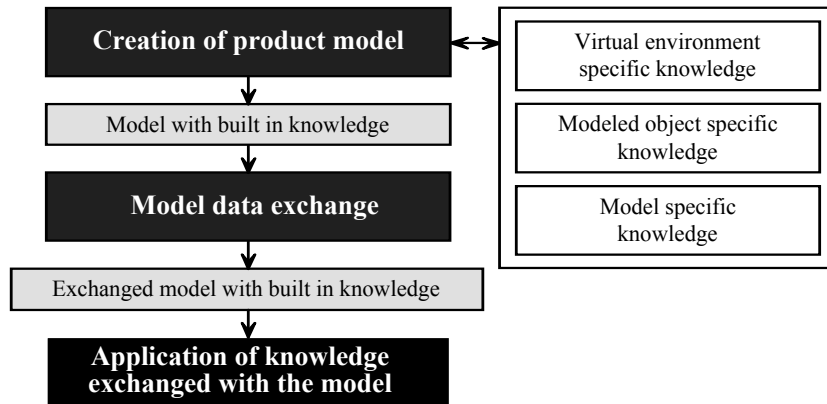 Creation of product model
Model with built in knowledge
Model data exchange
Exchanged model with built in knowledge
Application of knowledge
exchanged with the model
Virtual environment
specific knowledge
Modeled object specific
knowledge
Model specific
knowledge